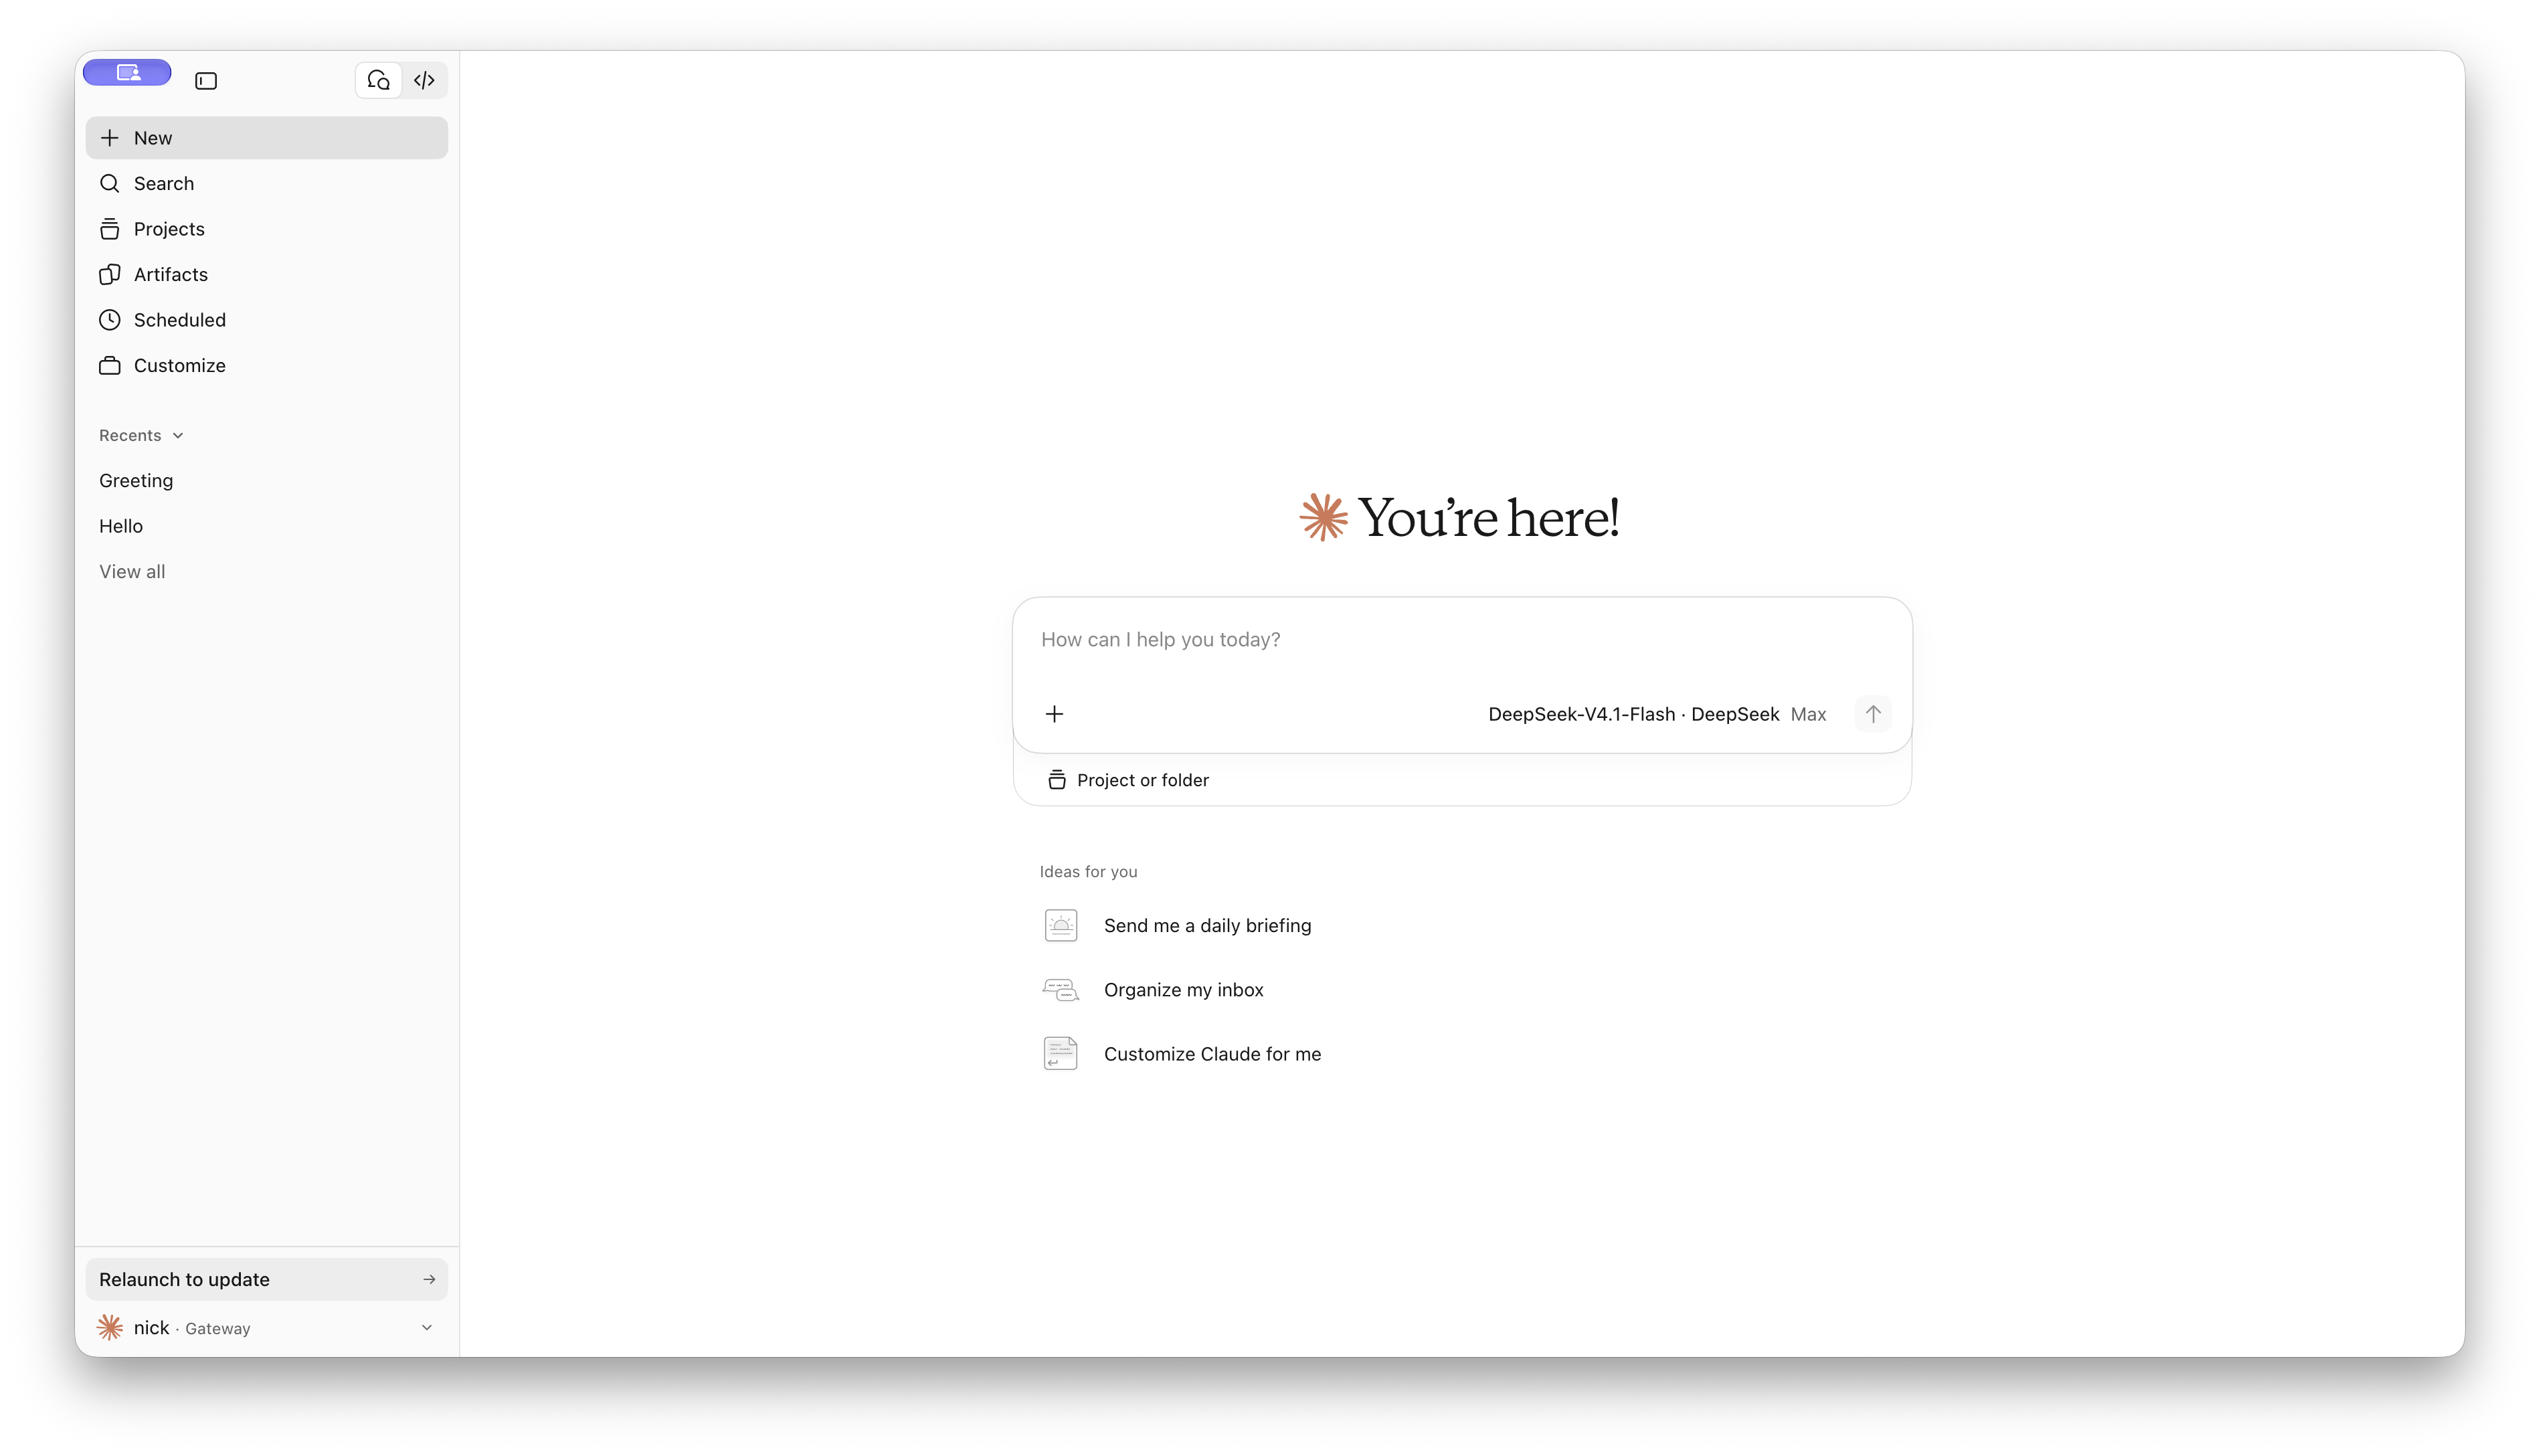 New
Search
Projects
Artifacts
Scheduled
Customize
Recents
Greeting
Hello
View all
Relaunch to update
nick · Gateway
You’re here!
How can I help you today?
DeepSeek-V4.1-Flash · DeepSeek Max
Project or folder
Ideas for you
Send me a daily briefing
Organize my inbox
Customize Claude for me